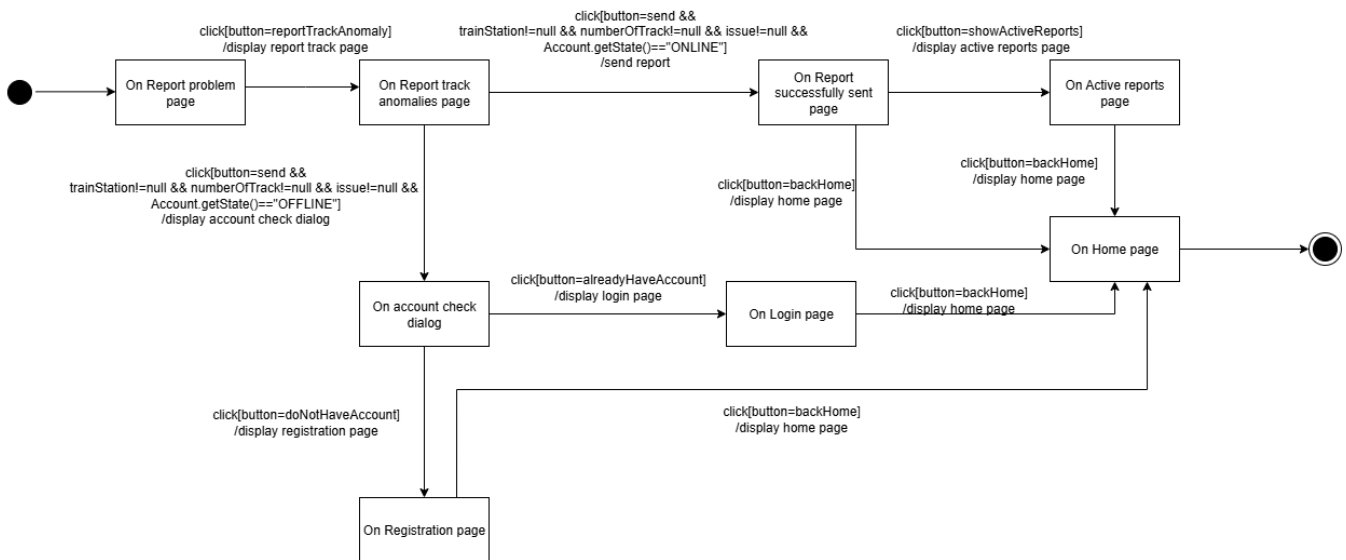 click[button=reportTrackAnomaly]
/display report track page
click[button=send &&
trainStation!=null && numberOfTrack!=null && issue!=null &&
Account.getState()=="ONLINE"]
/send report
click[button=showActiveReports]
/display active reports page
On Report problem
page
On Report track
anomalies page
On Report
successfully sent
page
On Active reports
page
click[button=send &&
trainStation!=null && numberOfTrack!=null && issue!=null &&
Account.getState()=="OFFLINE"]
/display account check dialog
click[button=backHome]
/display home page
click[button=backHome]
/display home page
On Home page
On account check
dialog
click[button=alreadyHaveAccount]
/display login page
On Login page
click[button=backHome]
/display home page
click[button=doNotHaveAccount]
/display registration page
click[button=backHome]
/display home page
On Registration page